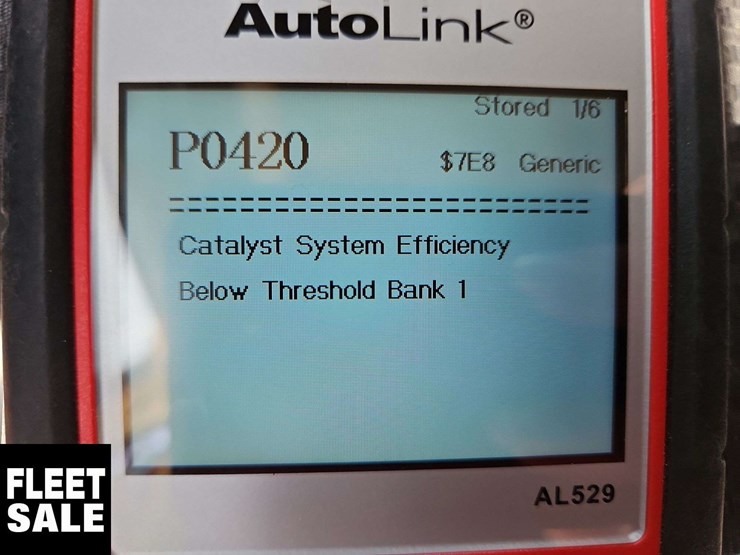 AutoLink®
Stored 1/6
P0420 $7E8 Generic
==============================
Catalyst System Efficiency
Below Threshold Bank 1
AL529
FLEET
SALE